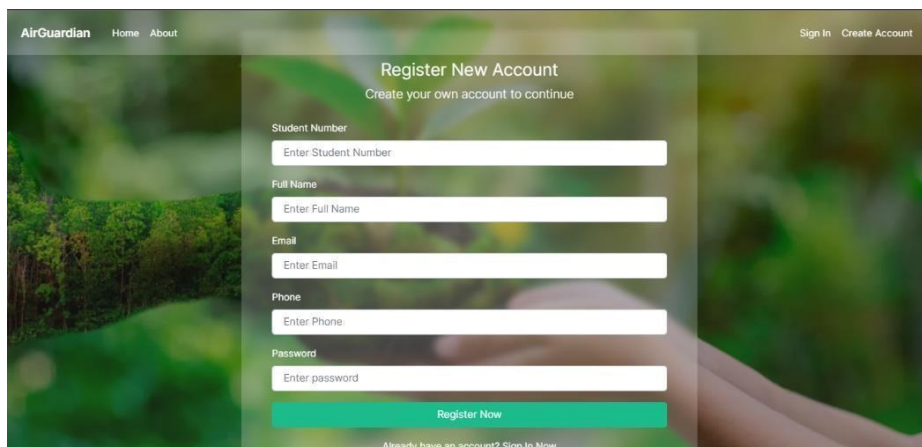 AirGuardian Home About Sign In Create Account
Register New Account
Create your own account to continue
Student Number
Enter Student Number
Full Name
Enter Full Name
Email
Enter Email
Phone
Enter Phone
Password
Enter password
Register Now
Already have an account? Sign In Now